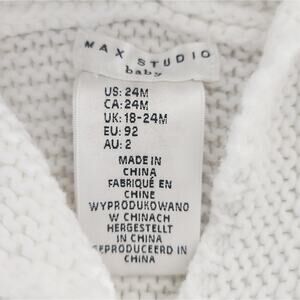 MAX STUDIO
baby
US: 24M
CA: 24M
UK: 18-24M
EU: 92
AU: 2
MADE IN
CHINA
FABRIQUÉ EN
CHINE
WYPRODUKOWANO
W CHINACH
HERGESTELLT
IN CHINA
GEPRODUCEERD IN
CHINA